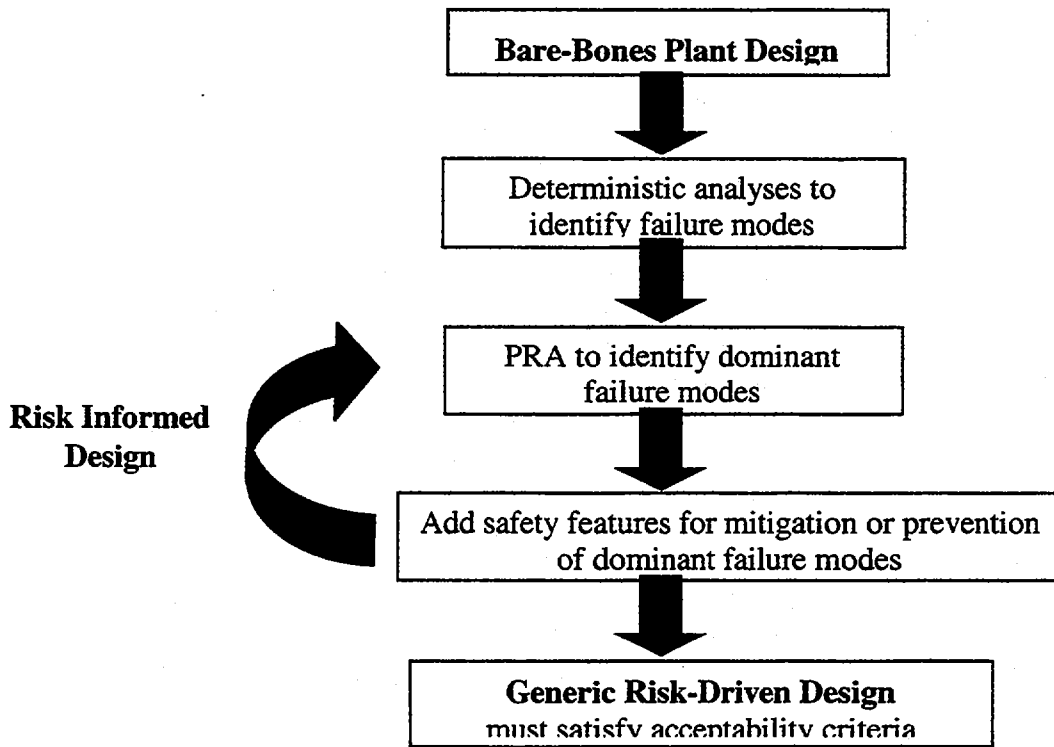 Bare-Bones Plant Design
Deterministic analyses to
identify failure modes
PRA to identify dominant
failure modes
Risk Informed
Design
Add safety features for mitigation or prevention
of dominant failure modes
Generic Risk-Driven Design
must satisfy acceptability criteria